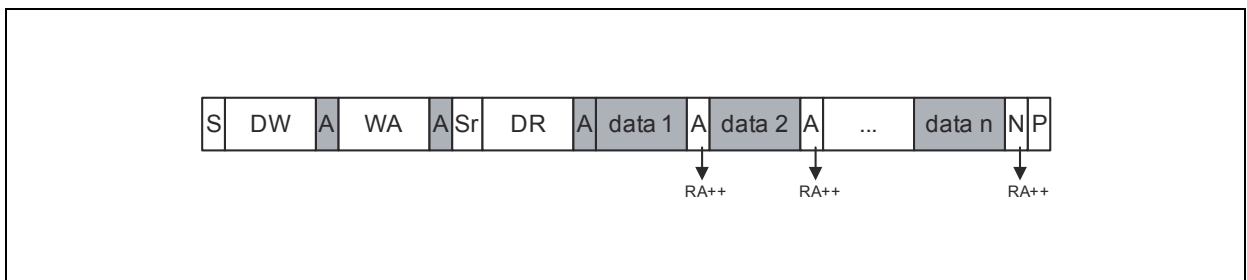 S DW A WA A Sr DR A data 1 A data 2 A ... data n N P
RA++ RA++ RA++